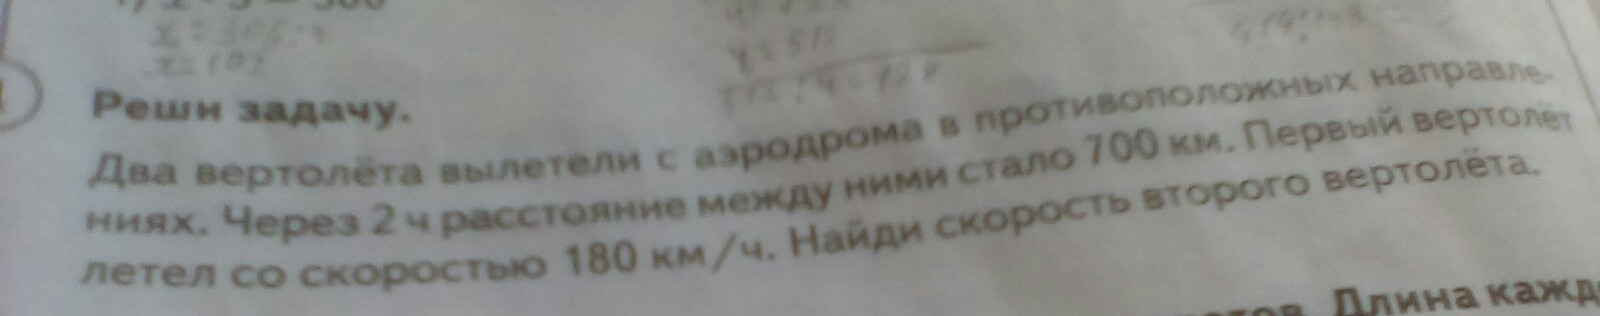 х = 102
Реши задачу.
Два вертолёта вылетели с аэродрома в противоположных направле-
ниях. Через 2 ч расстояние между ними стало 700 км. Первый вертолёт
летел со скоростью 180 км/ч. Найди скорость второго вертолёта.
Длина кажд